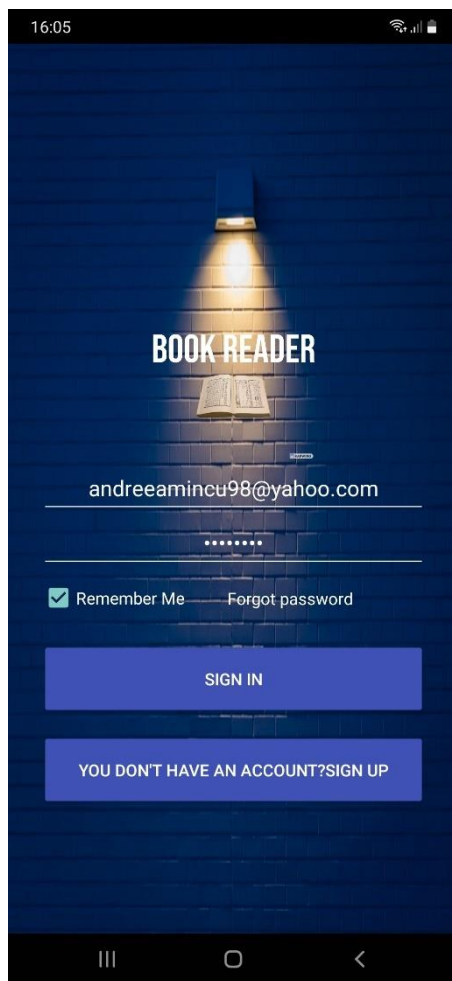 16:05
BOOK READER
andreeamincu98@yahoo.com
••••••••
Remember Me
Forgot password
SIGN IN
YOU DON'T HAVE AN ACCOUNT?SIGN UP